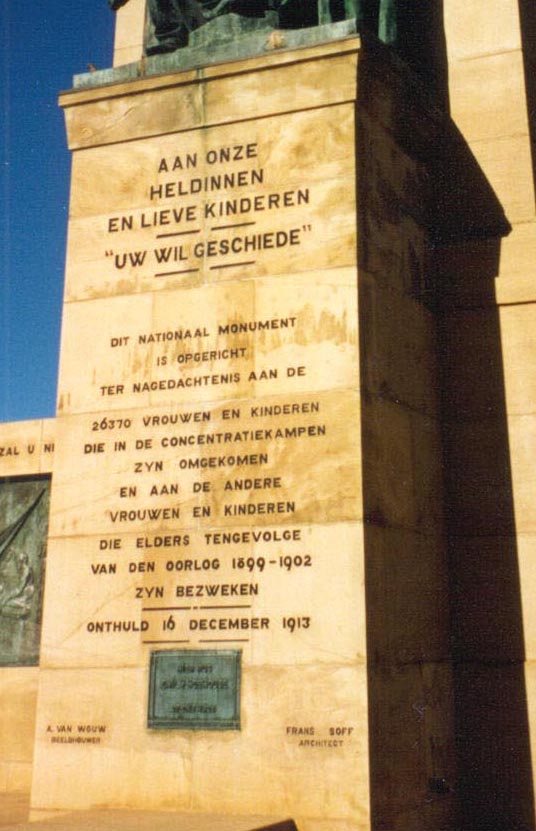 AAN ONZE
HELDINNEN
EN LIEVE KINDEREN
"UW WIL GESCHIEDE"
DIT NATIONAAL MONUMENT
IS OPGERICHT
TER NAGEDACHTENIS AAN DE
26370 VROUWEN EN KINDEREN
DIE IN DE CONCENTRATIEKAMPEN
ZYN OMGEKOMEN
EN AAN DE ANDERE
VROUWEN EN KINDEREN
DIE ELDERS TENGEVOLGE
VAN DEN OORLOG 1899-1902
ZYN BEZWEKEN
ONTHULD 16 DECEMBER 1913
ZAL U NI
A. VAN WOUW
BEELDHOUWER
FRANS SOFF
ARCHITECT